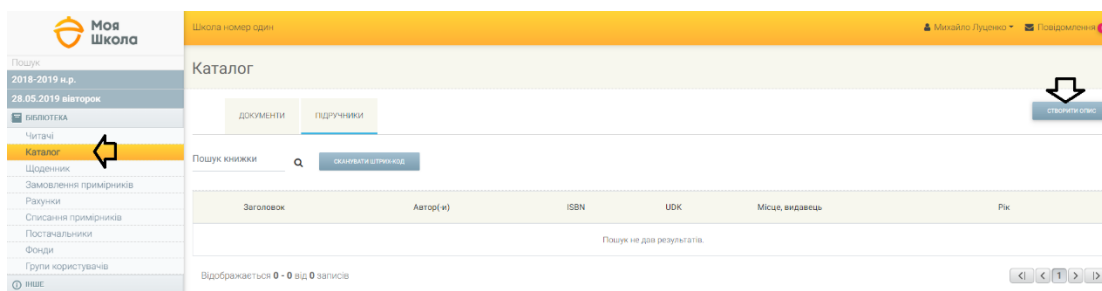 Моя
Школа
Школа номер один
Михайло Луценко
Повідомлення
Пошук
2018-2019 н.р.
28.05.2019 вівторок
БІБЛІОТЕКА
Читачі
Каталог
Щоденник
Замовлення примірників
Рахунки
Списання примірників
Постачальники
Фонди
Групи користувачів
ІНШЕ
Каталог
ДОКУМЕНТИ
ПІДРУЧНИКИ
СТВОРИТИ ОПИС
Пошук книжки
СКАНУВАТИ ШТРИХ-КОД
Заголовок Автор(-и) ISBN UDK Місце, видавець Рік
Пошук не дав результатів.
Відображається 0 - 0 від 0 записів
1